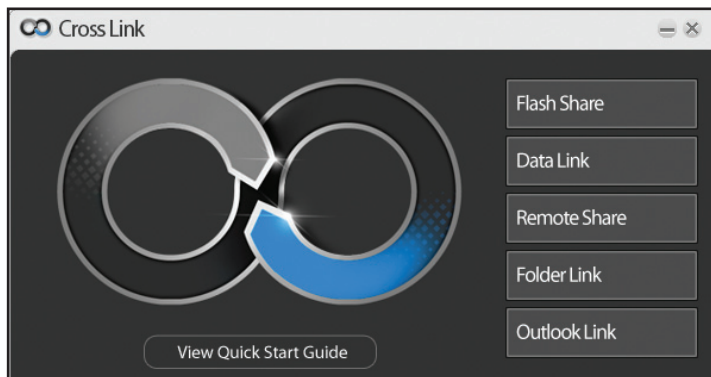 Cross Link
Flash Share
Data Link
Remote Share
Folder Link
Outlook Link
View Quick Start Guide